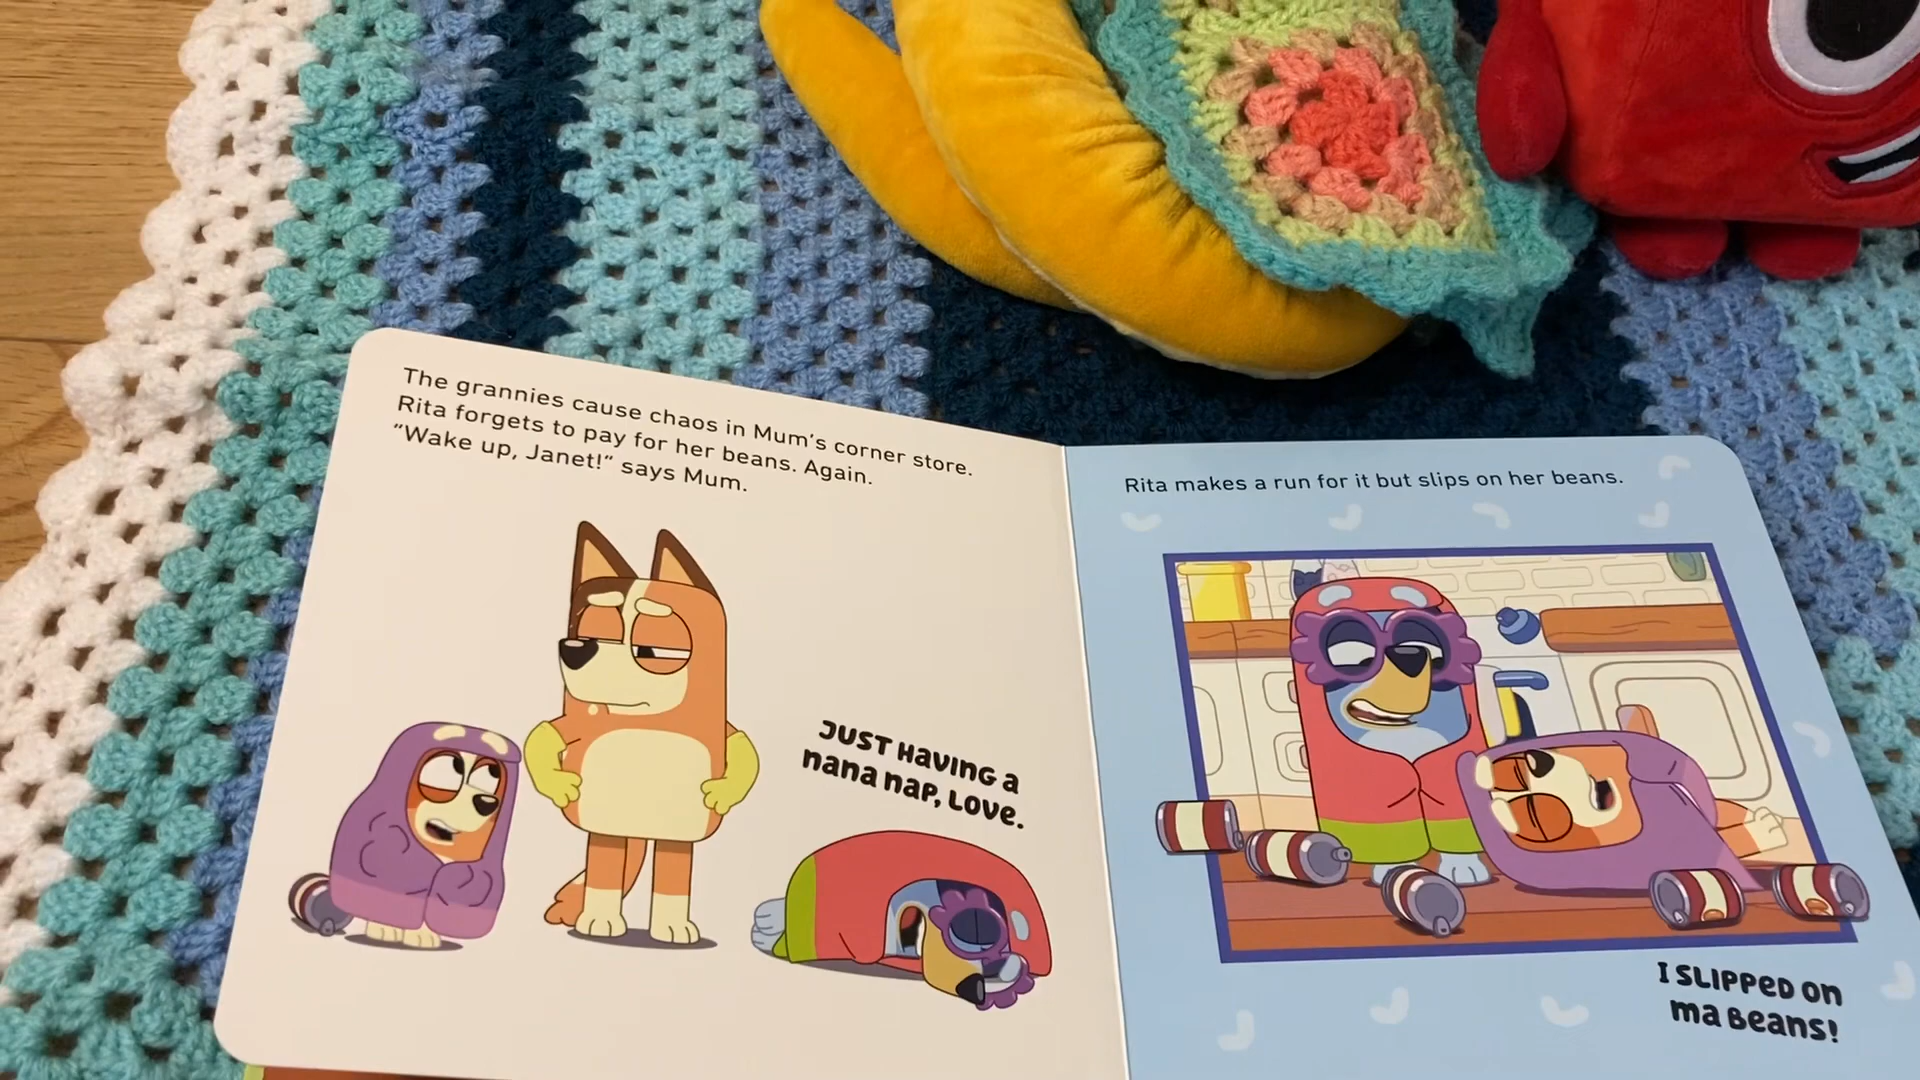 The grannies cause chaos in Mum's corner store.
Rita forgets to pay for her beans. Again.
"Wake up, Janet!" says Mum.
JUST HAVING A
NANA NAP, LOVE.
Rita makes a run for it but slips on her beans.
I SLIPPED ON
MA BEANS!